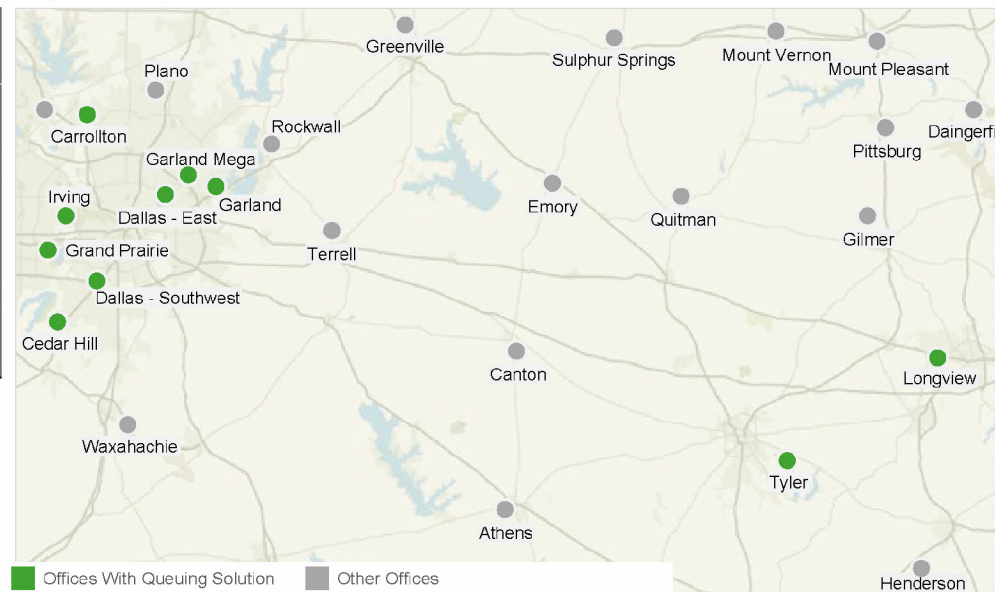 Greenville
Sulphur Springs
Mount Vernon
Mount Pleasant
Plano
Carrollton
Rockwall
Pittsburg
Garland Mega
Irving
Dallas - East
Garland
Emory
Quitman
Gilmer
Grand Prairie
Terrell
Dallas - Southwest
Cedar Hill
Canton
Longview
Waxahachie
Tyler
Athens
Offices With Queuing Solution
Other Offices
Henderson